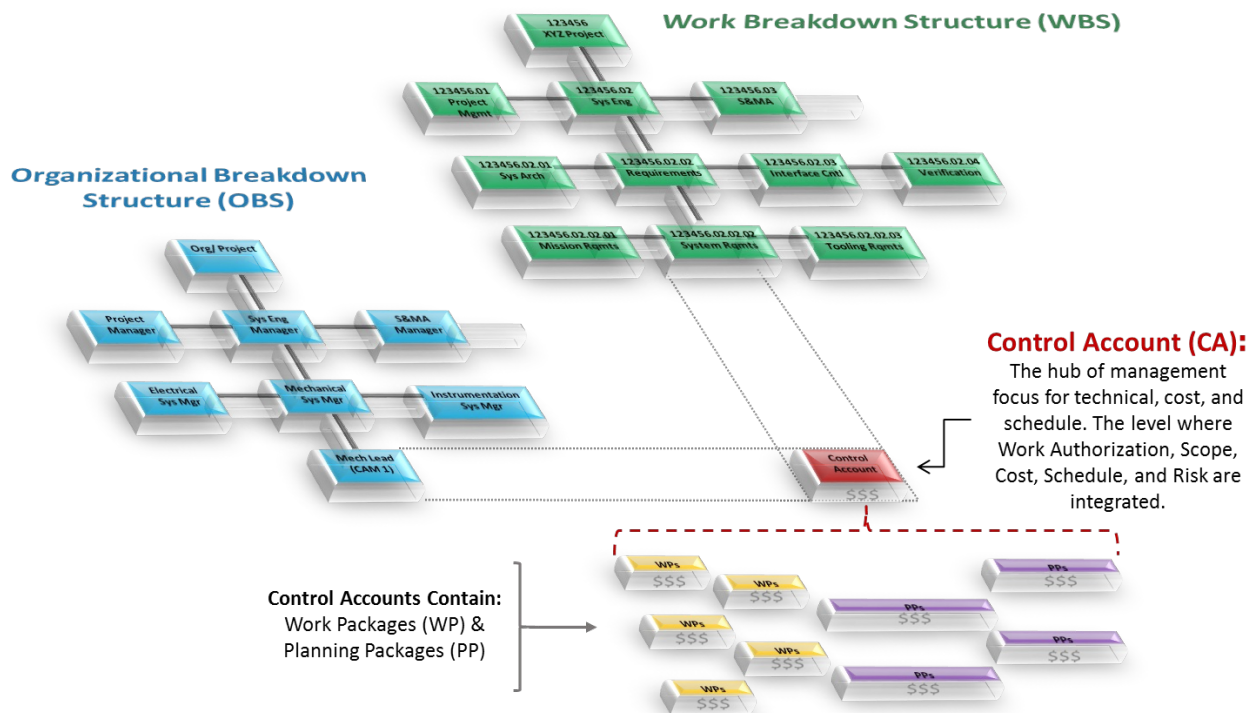 Work Breakdown Structure (WBS)
123456
XYZ Project
123456.01
Project
Mgmt
123456.02
Sys Eng
123456.03
S&MA
123456.02.01
Sys Arch
123456.02.02
Requirements
123456.02.03
Interface Cntl
123456.02.04
Verification
123456.02.02.01
Mission Rqmts
123456.02.02.02
System Rqmts
123456.02.02.03
Tooling Rqmts
Organizational Breakdown
Structure (OBS)
Org/ Project
Project
Manager
Sys Eng
Manager
S&MA
Manager
Electrical
Sys Mgr
Mechanical
Sys Mgr
Instrumentation
Sys Mgr
Mech Lead
(CAM 1)
Control
Account
$$$
Control Account (CA):
The hub of management
focus for technical, cost, and
schedule. The level where
Work Authorization, Scope,
Cost, Schedule, and Risk are
integrated.
Control Accounts Contain:
Work Packages (WP) &
Planning Packages (PP)
WPs
$$$
WPs
$$$
WPs
$$$
WPs
$$$
WPs
$$$
PPs
$$$
PPs
$$$
PPs
$$$
PPs
$$$